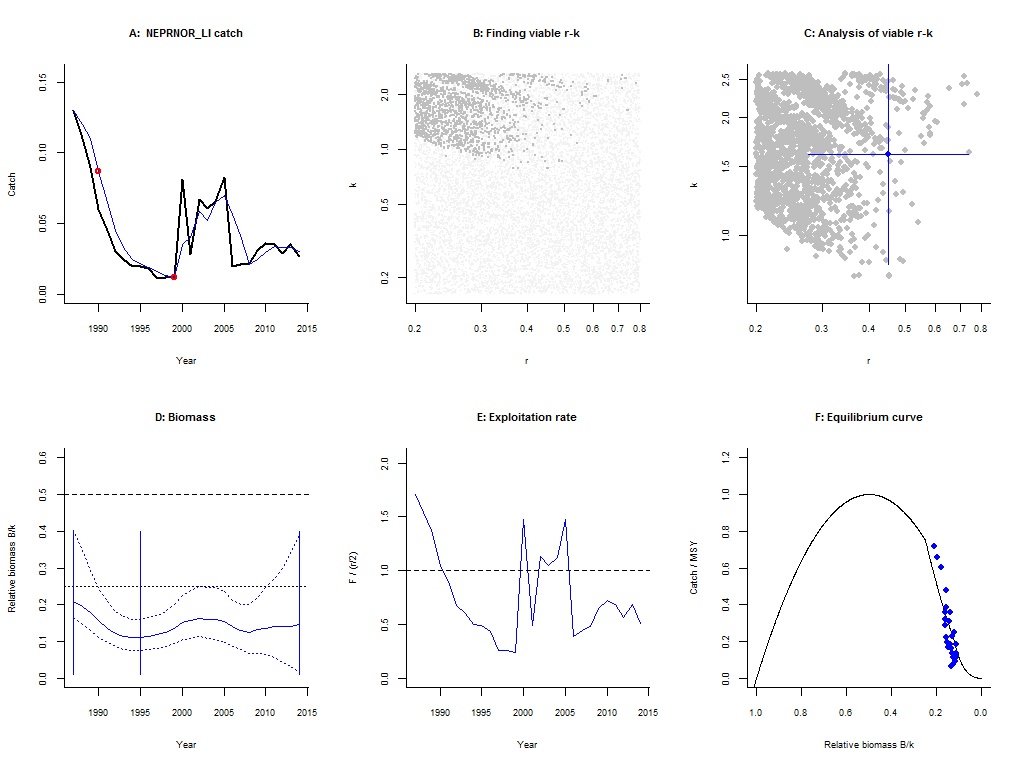 A: NEPRNOR_LI catch
B: Finding viable r-k
C: Analysis of viable r-k
Catch
0.00 0.05 0.10 0.15
1990 1995 2000 2005 2010 2015
Year
k
0.2 0.5 1.0 2.0
0.2 0.3 0.4 0.5 0.6 0.7 0.8
r
k
1.0 1.5 2.0 2.5
0.2 0.3 0.4 0.5 0.6 0.7 0.8
r
D: Biomass
E: Exploitation rate
F: Equilibrium curve
Relative biomass B/k
0.0 0.1 0.2 0.3 0.4 0.5 0.6
1990 1995 2000 2005 2010 2015
Year
F / (r/2)
0.0 0.5 1.0 1.5 2.0
1990 1995 2000 2005 2010 2015
Year
Catch / MSY
0.0 0.2 0.4 0.6 0.8 1.0 1.2
1.0 0.8 0.6 0.4 0.2 0.0
Relative biomass B/k